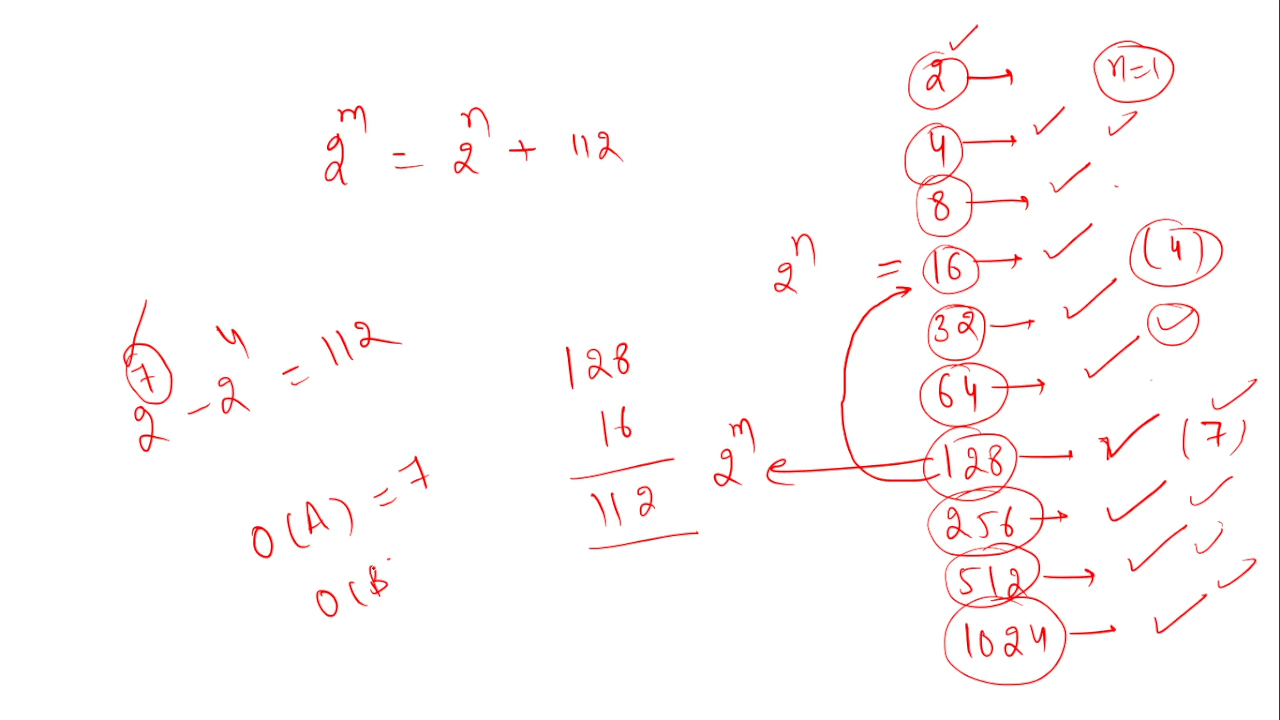 2^m = 2^n + 112
2^7 - 2^4 = 112
O(A) = 7
O(B
128
16
112
2^m
2^n =
2 → ✓ n=1
4 → ✓ ✓
8 → ✓
16 → ✓ (4)
32 → ✓ ✓
64 → ✓
128 → ✓ (7) ✓
256 → ✓ ✓
512 → ✓ ✓
1024 → ✓ ✓